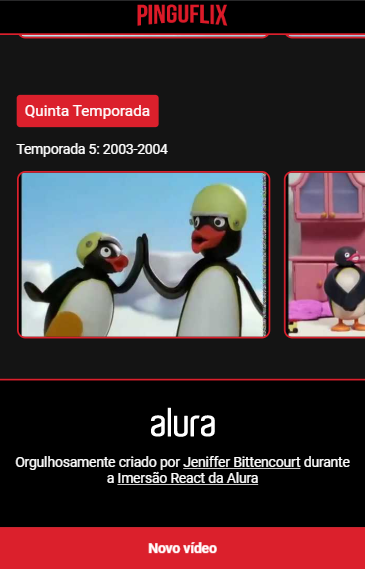 PINGUFLIX
Quinta Temporada
Temporada 5: 2003-2004
alura
Orgulhosamente criado por Jeniffer Bittencourt durante
a Imersão React da Alura
Novo vídeo